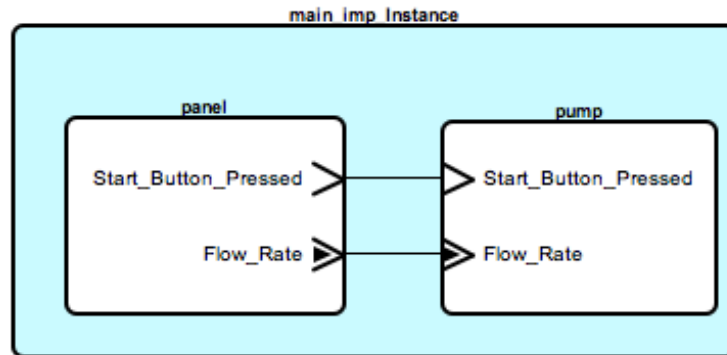 main_imp_Instance
panel
pump
Start_Button_Pressed
Start_Button_Pressed
Flow_Rate
Flow_Rate